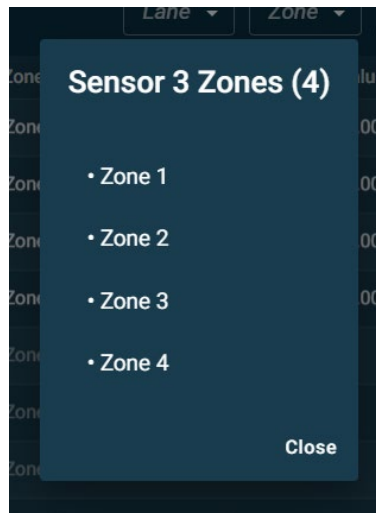 Lane Zone
Sensor 3 Zones (4)
• Zone 1
• Zone 2
• Zone 3
• Zone 4
Close